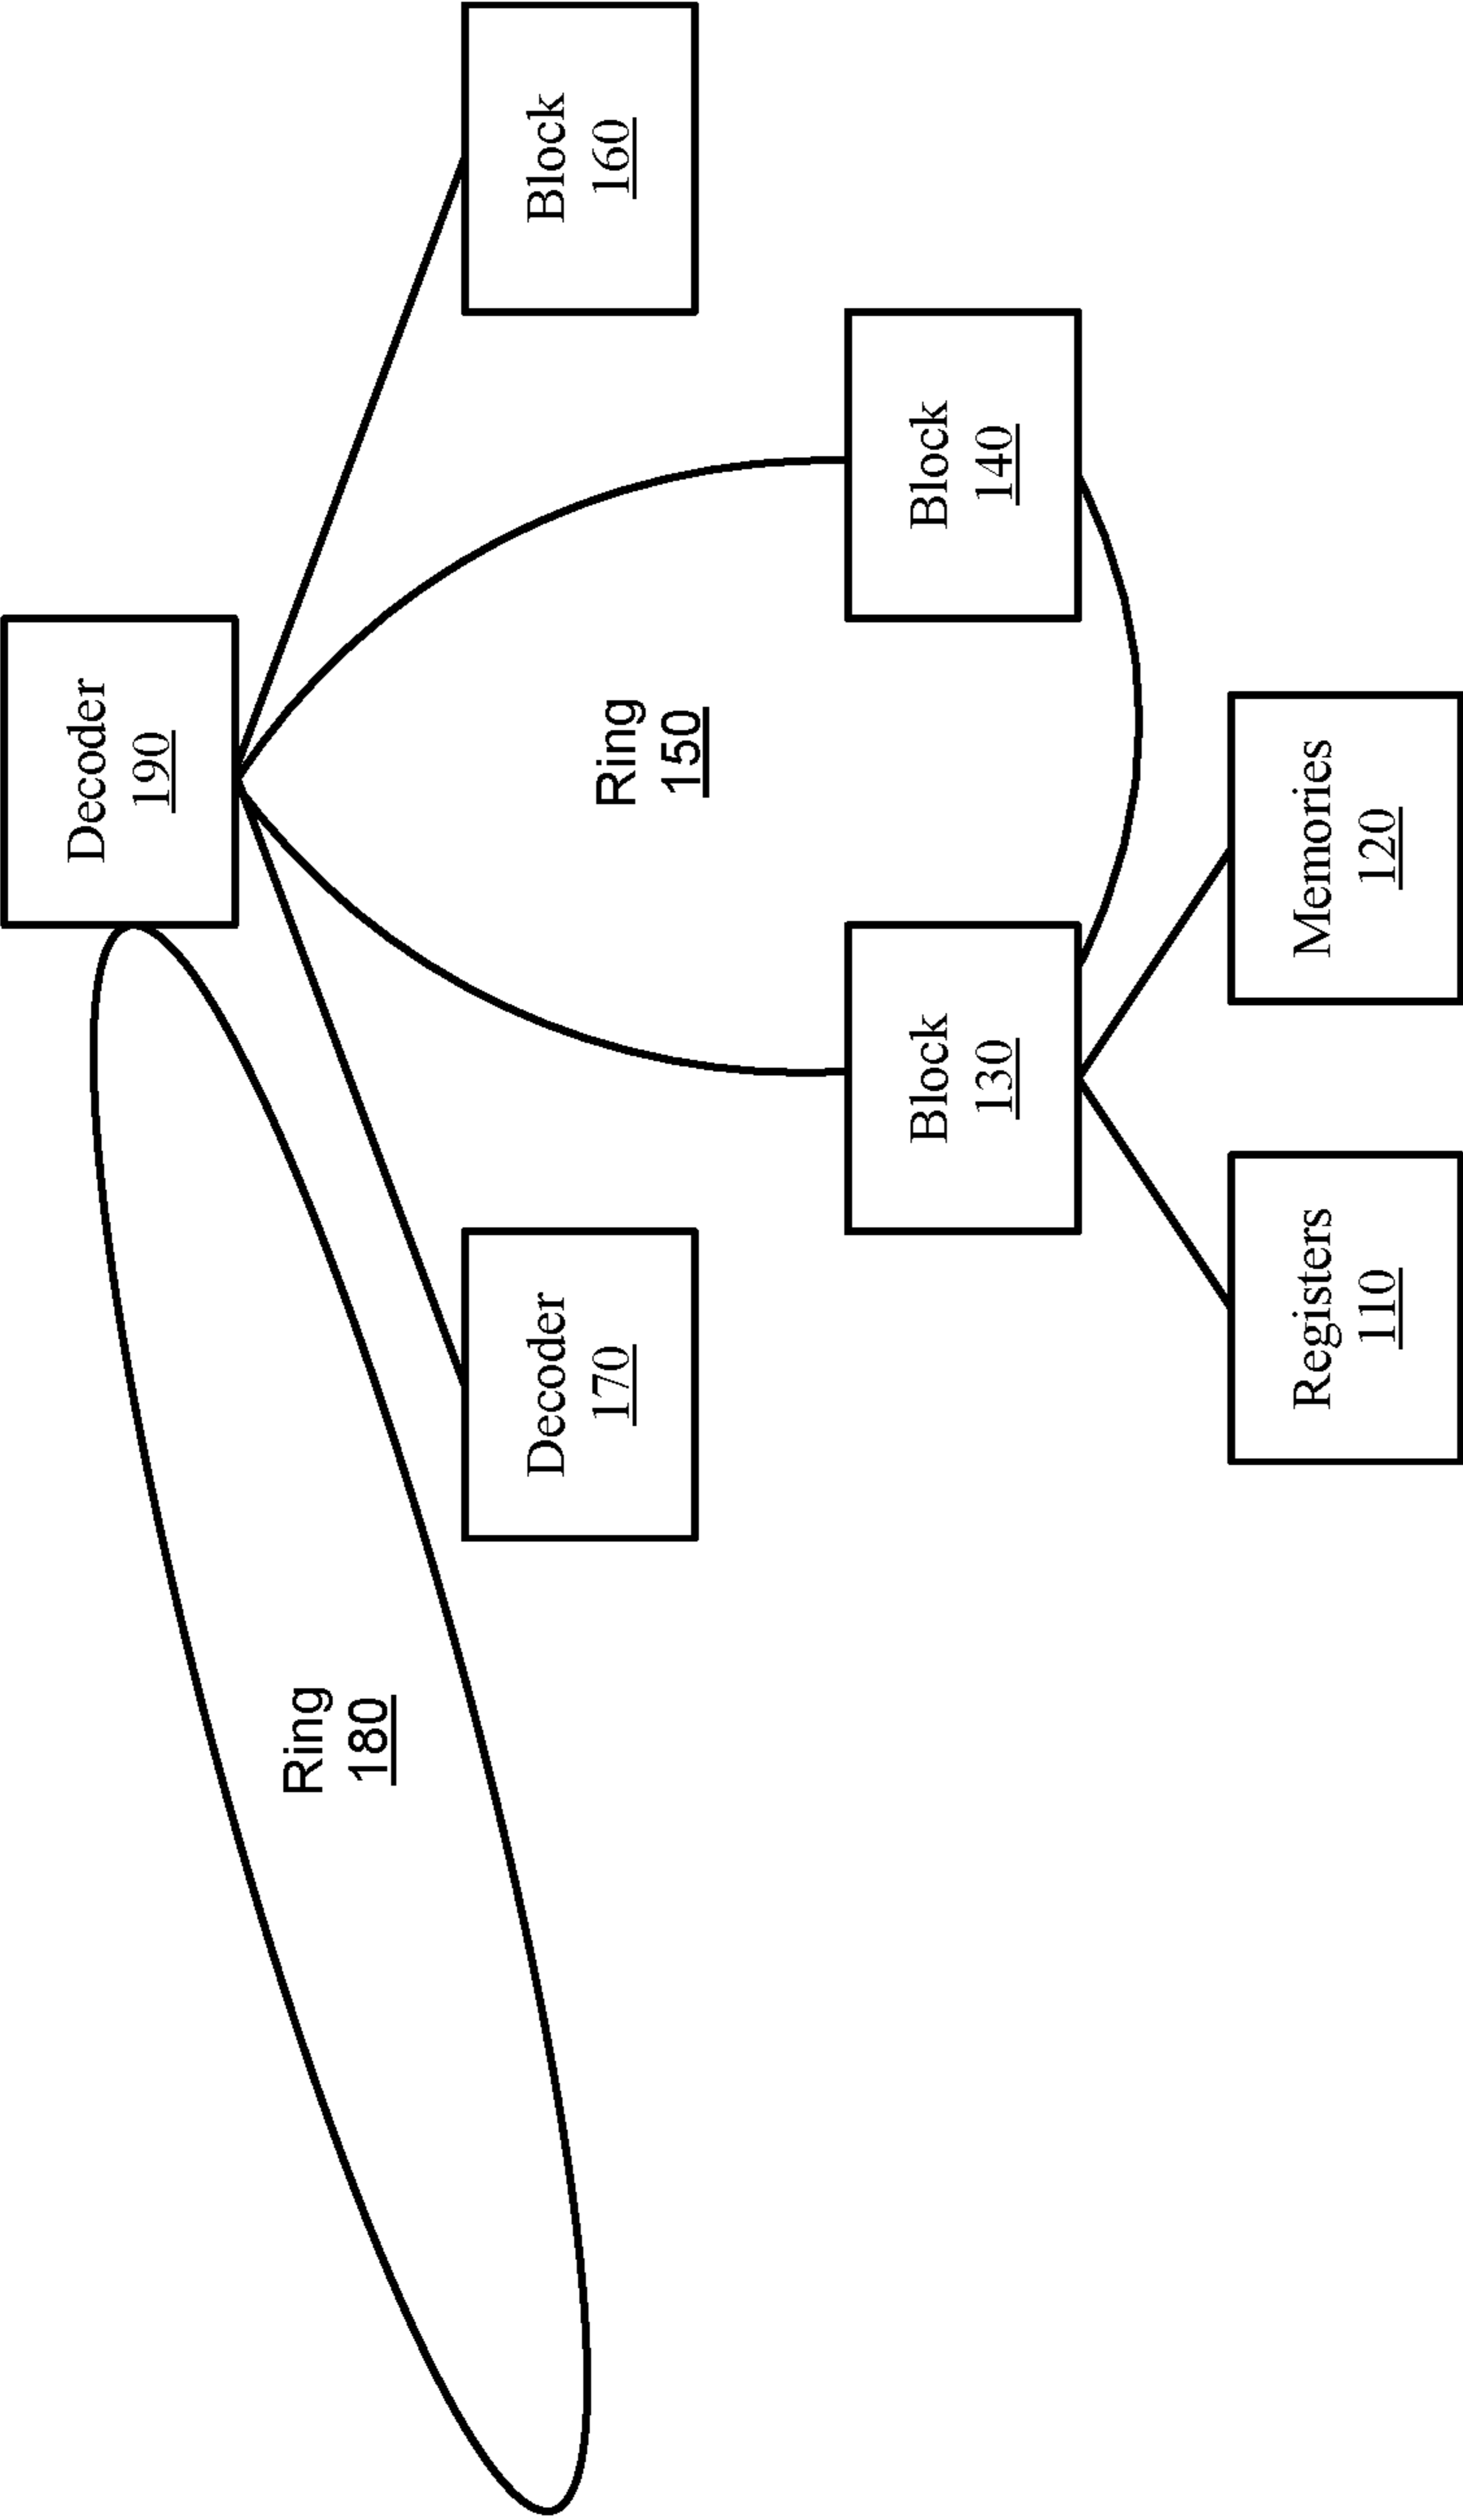 Decoder
190
Ring
180
Decoder
170
Ring
150
Block
160
Block
130
Block
140
Registers
110
Memories
120